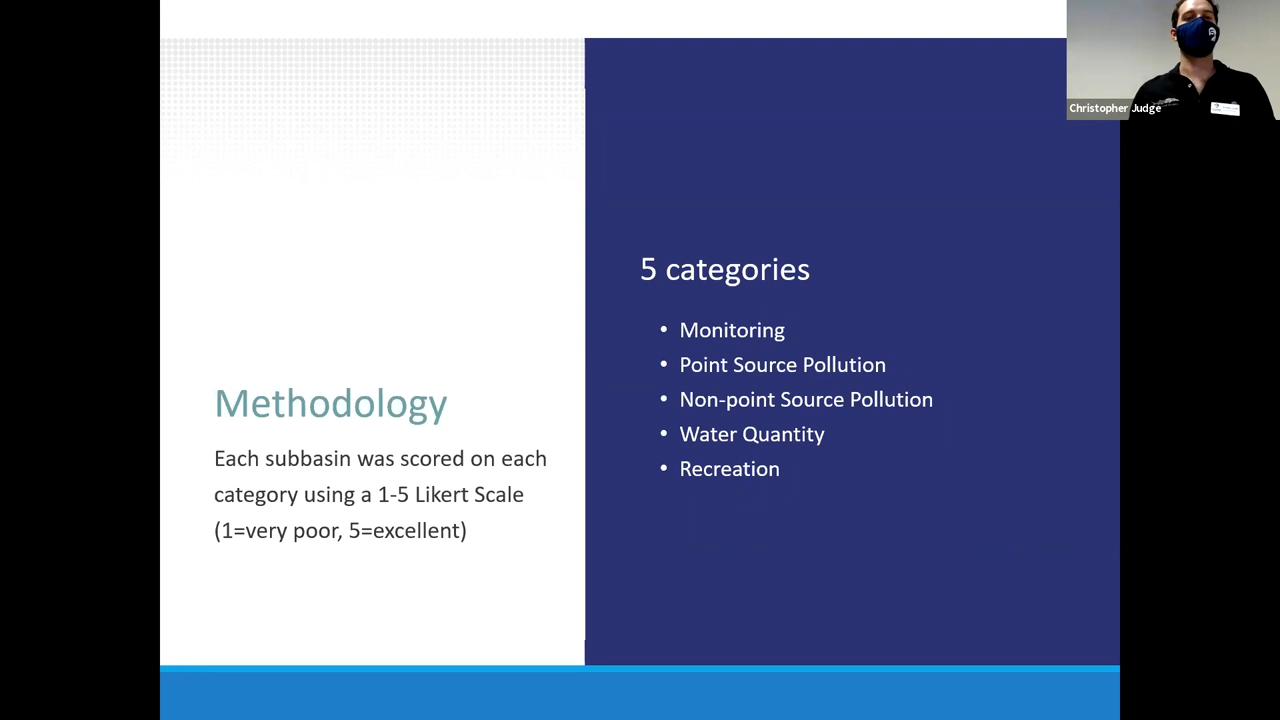 Christopher Judge
Methodology
Each subbasin was scored on each
category using a 1-5 Likert Scale
(1=very poor, 5=excellent)
5 categories
• Monitoring
• Point Source Pollution
• Non-point Source Pollution
• Water Quantity
• Recreation